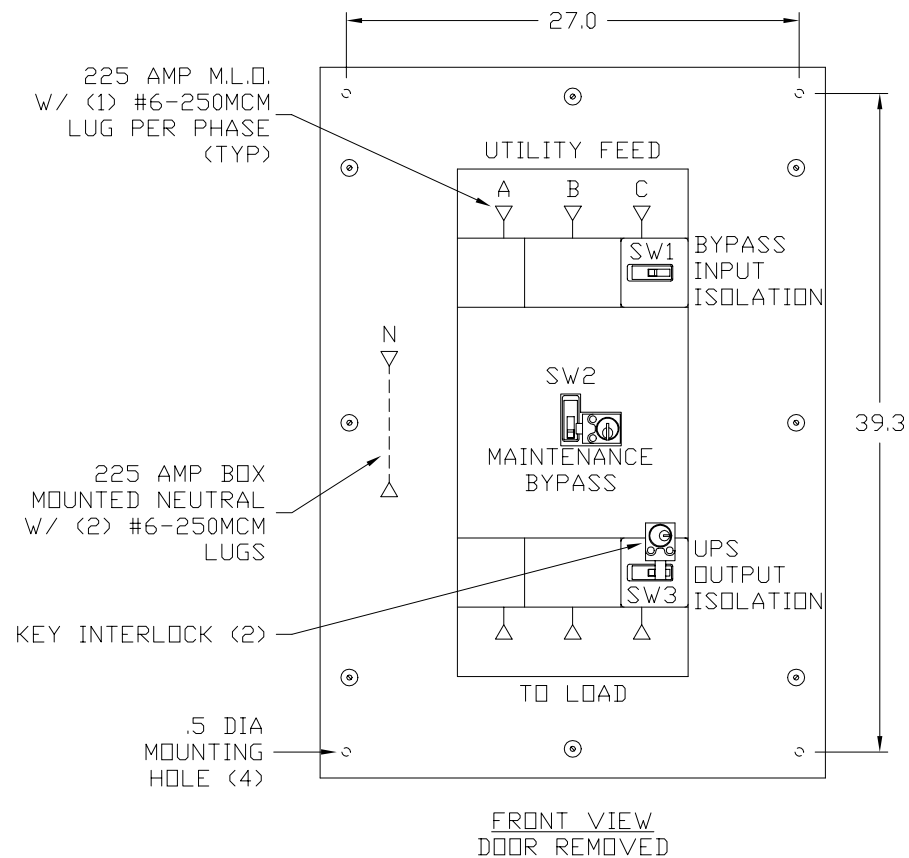 27.0
225 AMP M.L.O.
W/ (1) #6-250MCM
LUG PER PHASE
(TYP)
UTILITY FEED
A B C
SW1
BYPASS
INPUT
ISOLATION
N
SW2
39.3
MAINTENANCE
BYPASS
225 AMP BOX
MOUNTED NEUTRAL
W/ (2) #6-250MCM
LUGS
UPS
OUTPUT
ISOLATION
SW3
KEY INTERLOCK (2)
TO LOAD
.5 DIA
MOUNTING
HOLE (4)
FRONT VIEW
DOOR REMOVED